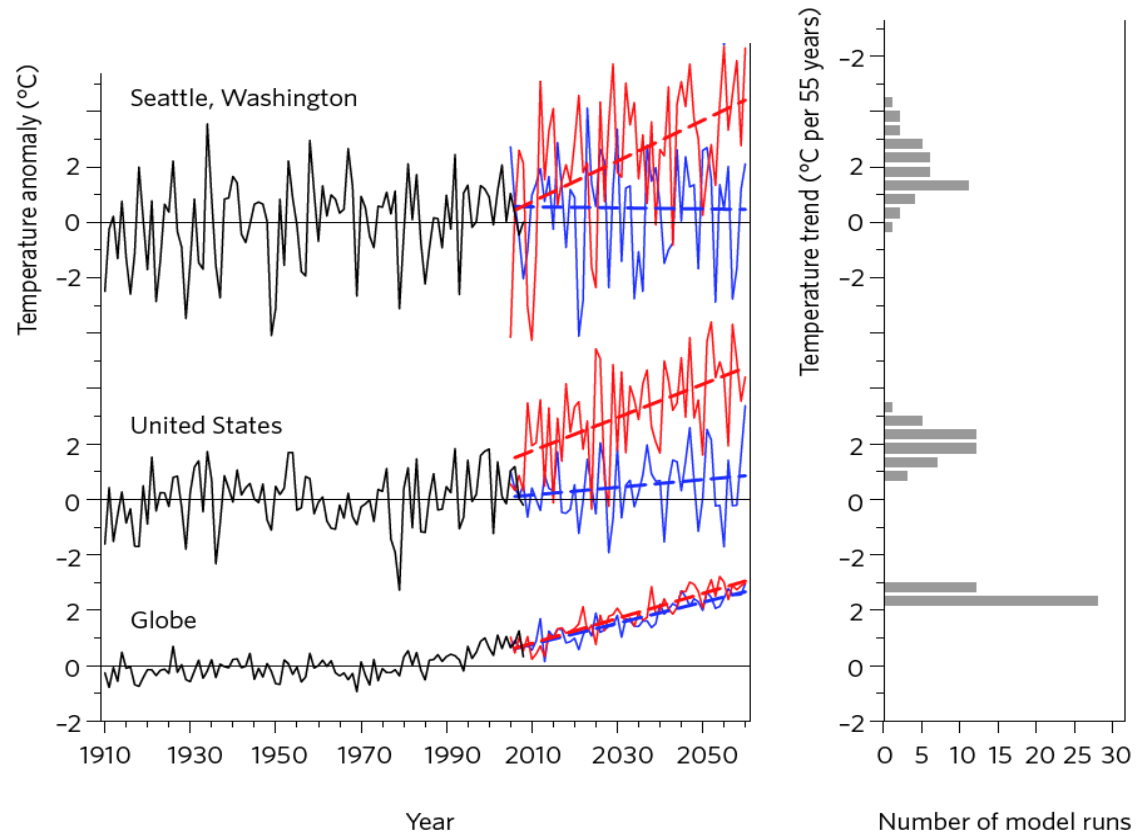 Temperature anomaly (°C)
Seattle, Washington
2
0
−2
United States
2
0
−2
Globe
2
0
−2
1910 1930 1950 1970 1990 2010 2030 2050
Year
Temperature trend (°C per 55 years)
−2
2
0
−2
2
0
−2
2
0
−2
0 5 10 15 20 25 30
Number of model runs